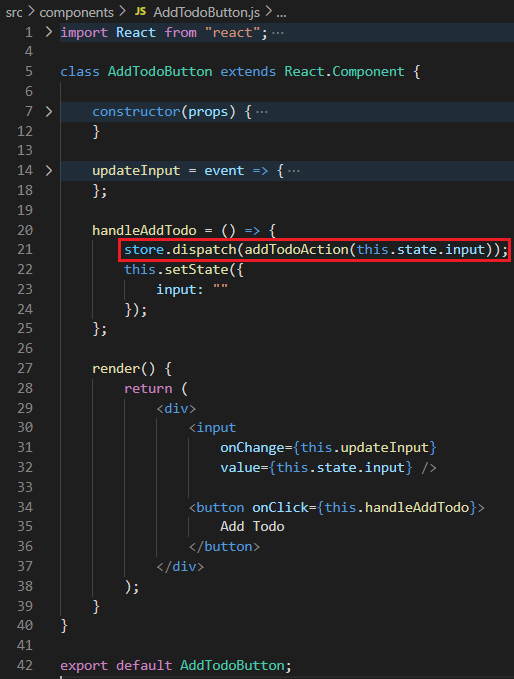 src > components > JS AddTodoButton.js > ...
1 > import React from "react"; ...
4
5 class AddTodoButton extends React.Component {
6
7 > constructor(props) { ...
12 }
13
14 > updateInput = event => { ...
18 };
19
20 handleAddTodo = () => {
21 store.dispatch(addTodoAction(this.state.input));
22 this.setState({
23 input: ""
24 });
25 };
26
27 render() {
28 return (
29 <div>
30 <input
31 onChange={this.updateInput}
32 value={this.state.input} />
33
34 <button onClick={this.handleAddTodo}>
35 Add Todo
36 </button>
37 </div>
38 );
39 }
40 }
41
42 export default AddTodoButton;